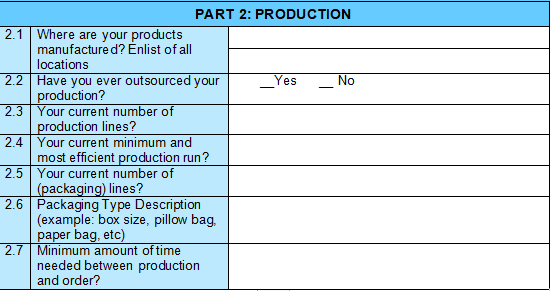 PART 2: PRODUCTION
2.1 Where are your products
manufactured? Enlist of all
locations
2.2 Have you ever outsourced your
production?
__Yes __ No
2.3 Your current number of
production lines?
2.4 Your current minimum and
most efficient production run?
2.5 Your current number of
(packaging) lines?
2.6 Packaging Type Description
(example: box size, pillow bag,
paper bag, etc)
2.7 Minimum amount of time
needed between production
and order?